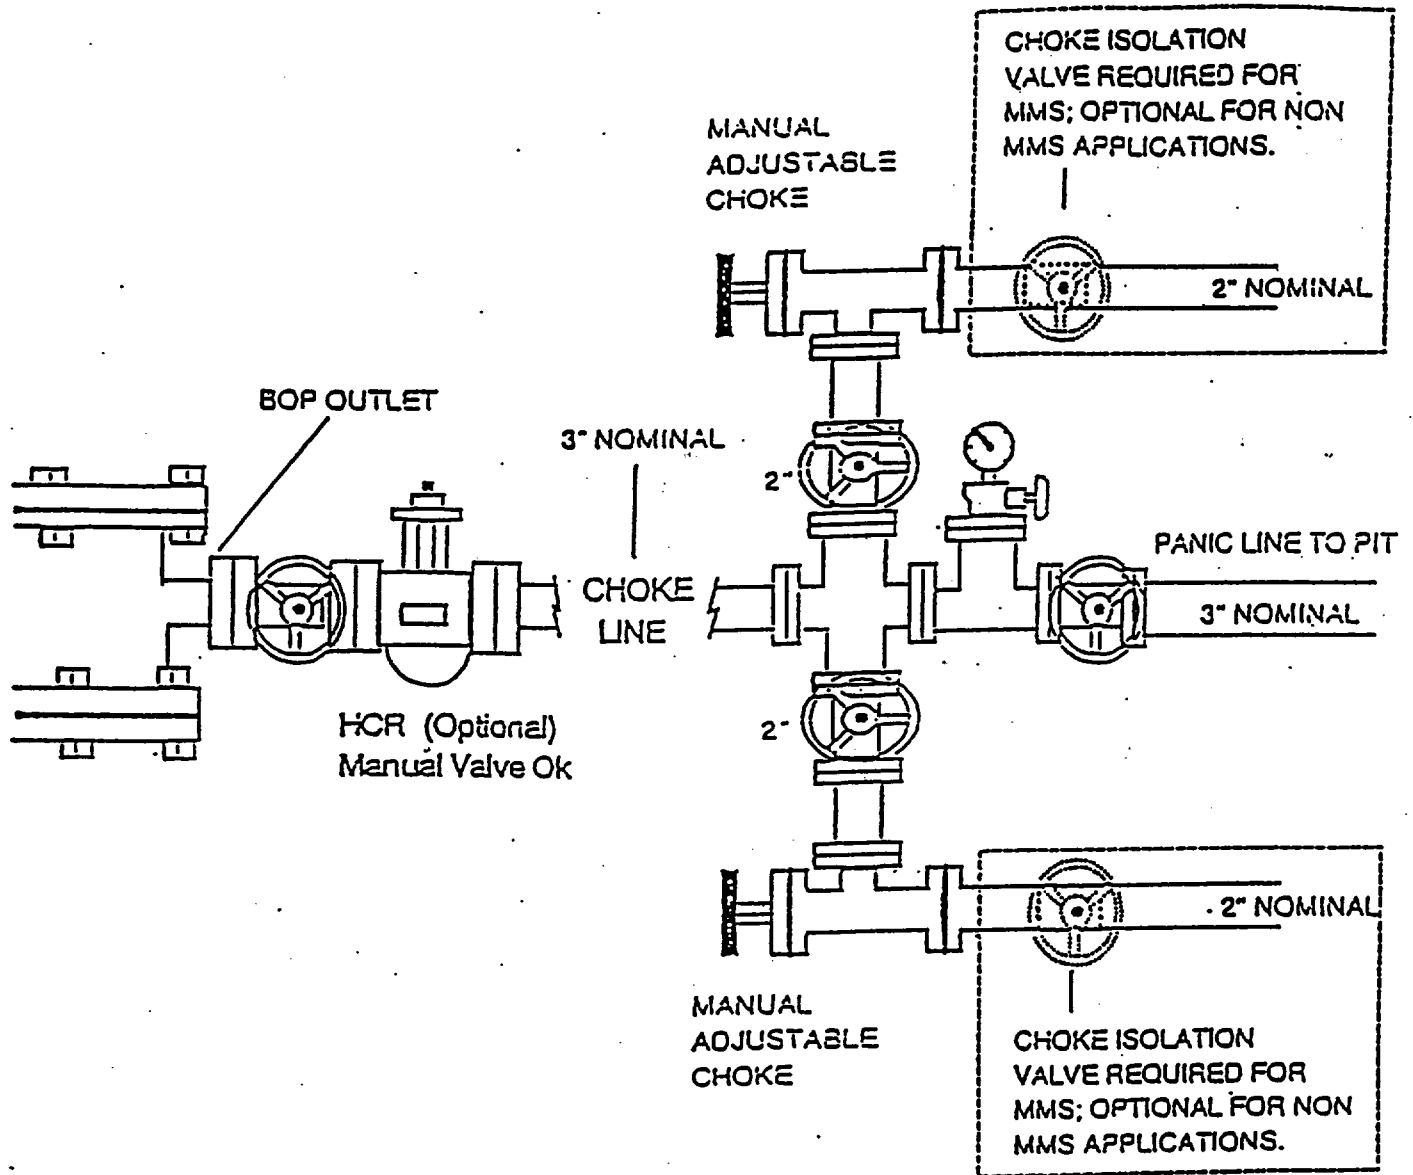 CHOKE ISOLATION
VALVE REQUIRED FOR
MMS; OPTIONAL FOR NON
MMS APPLICATIONS.
MANUAL
ADJUSTABLE
CHOKE
2" NOMINAL
BOP OUTLET
3" NOMINAL
2"
PANIC LINE TO PIT
CHOKE
LINE
3" NOMINAL
HCR (Optional)
Manual Valve Ok
2"
2" NOMINAL
MANUAL
ADJUSTABLE
CHOKE
CHOKE ISOLATION
VALVE REQUIRED FOR
MMS; OPTIONAL FOR NON
MMS APPLICATIONS.